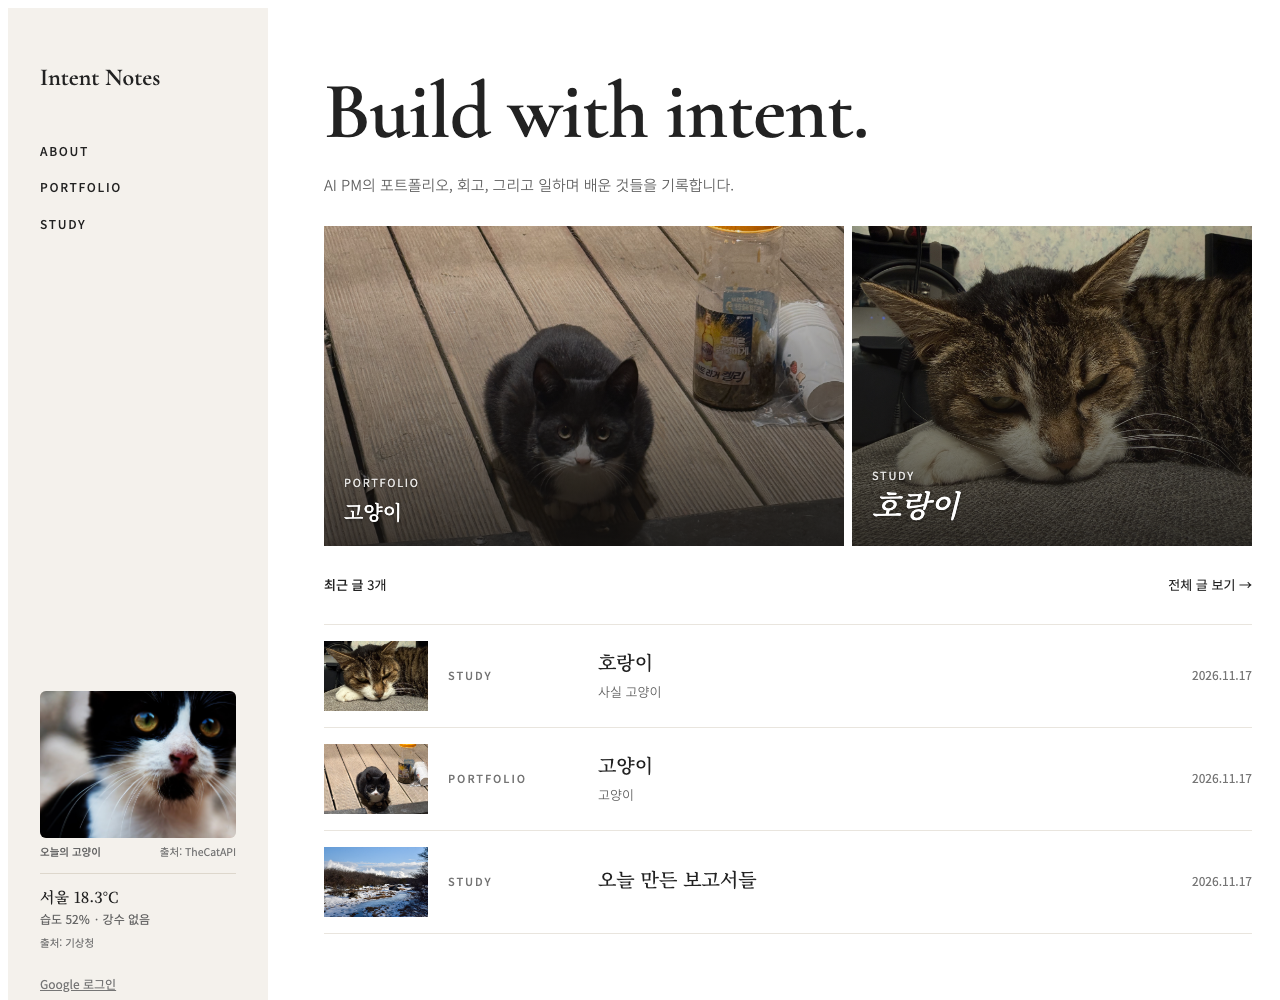 Intent Notes
ABOUT
PORTFOLIO
STUDY
오늘의 고양이 출처: TheCatAPI
서울 18.3°C
습도 52% · 강수 없음
출처: 기상청
Google 로그인
Build with intent.
AI PM의 포트폴리오, 회고, 그리고 일하며 배운 것들을 기록합니다.
PORTFOLIO
고양이
STUDY
호랑이
최근 글 3개 전체 글 보기 →
STUDY
호랑이
사실 고양이
2026.11.17
PORTFOLIO
고양이
고양이
2026.11.17
STUDY
오늘 만든 보고서들
2026.11.17